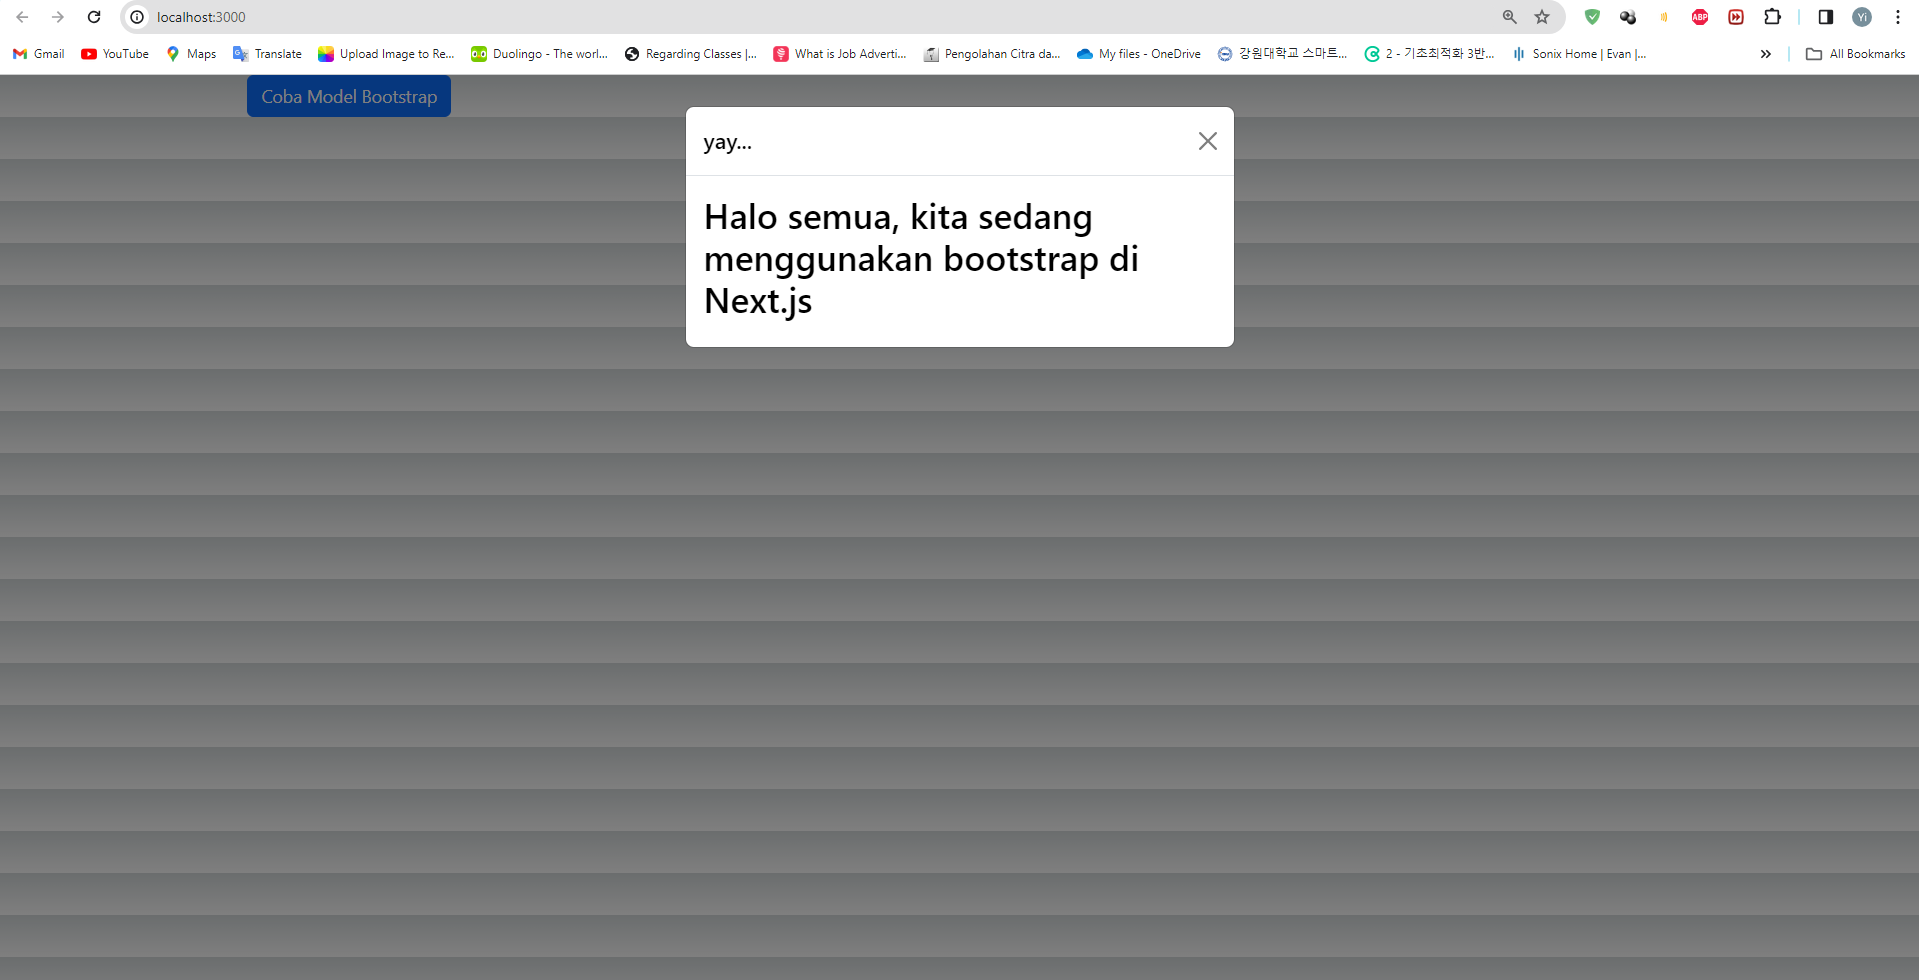 localhost:3000
Gmail YouTube Maps Translate Upload Image to Re... Duolingo - The worl... Regarding Classes |... What is Job Adverti... Pengolahan Citra da... My files - OneDrive 강원대학교 스마트... 2 - 기초최적화 3반... Sonix Home | Evan |... » All Bookmarks
ABP
Yi
Coba Model Bootstrap
yay...
Halo semua, kita sedang
menggunakan bootstrap di
Next.js